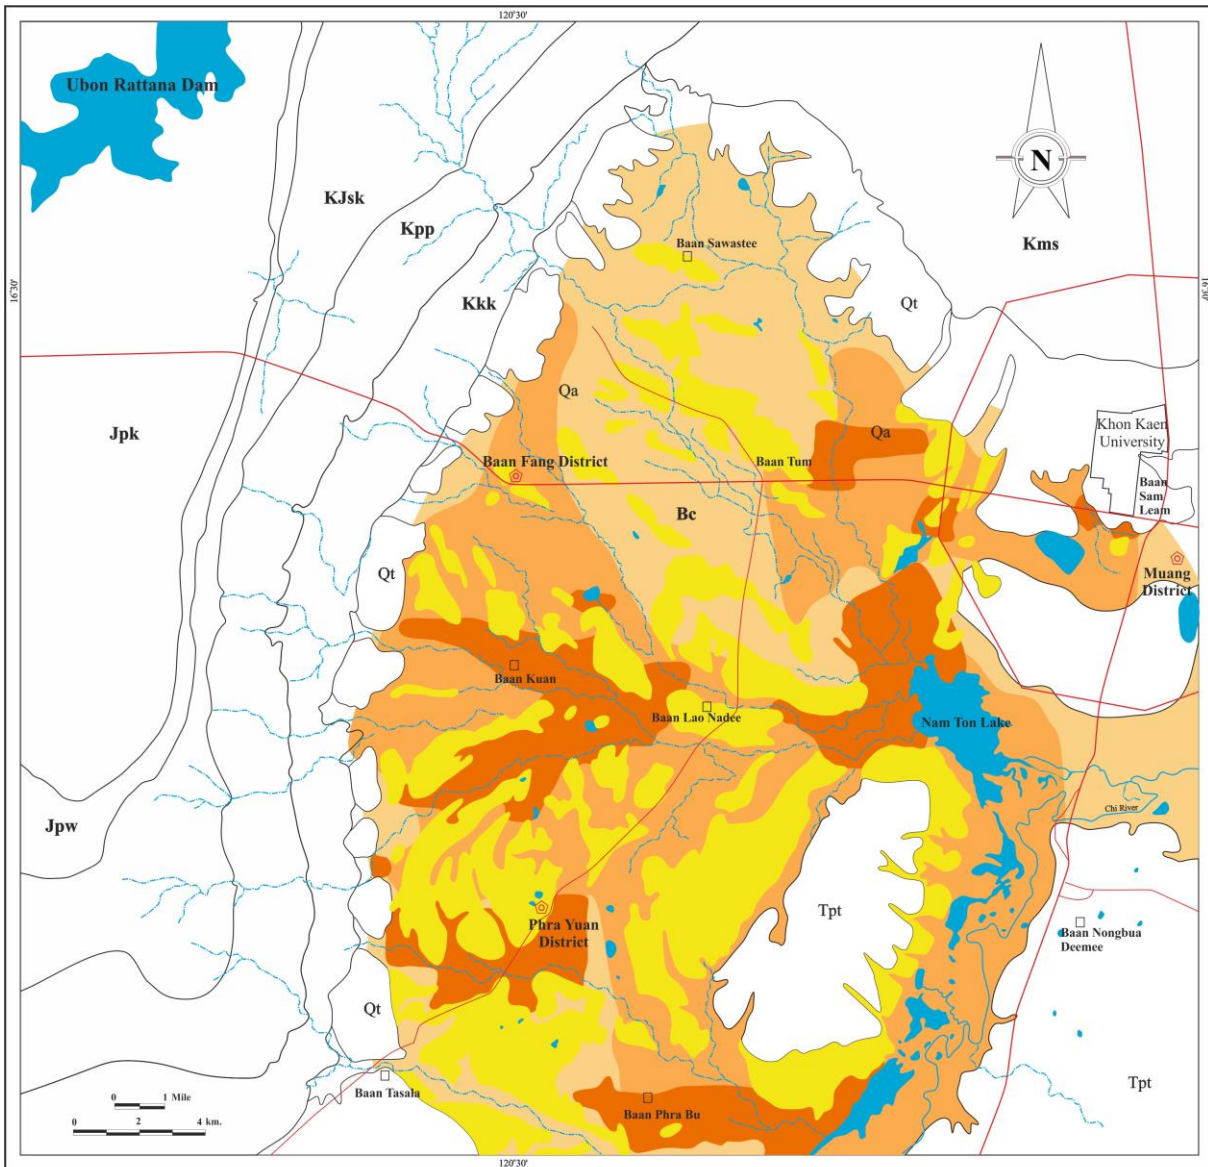 120°30'
Ubon Rattana Dam
N
KJsk
Kpp
Kms
Baan Sawastee
16°30'
16°30'
Kkk
Qt
Qa
Jpk
Khon Kaen
University
Qa
Baan Fang District
Baan Tum
Baan
Sam
Leam
Bc
Qt
Muang
District
Baan Kuan
Baan Lao Nadee
Nam Ton Lake
Chi River
Jpw
Tpt
Phra Yuan
District
Baan Nongbua
Deemee
Qt
Baan Tasala
Baan Phra Bu
Tpt
0 1 Mile
0 2 4 km.
120°30'